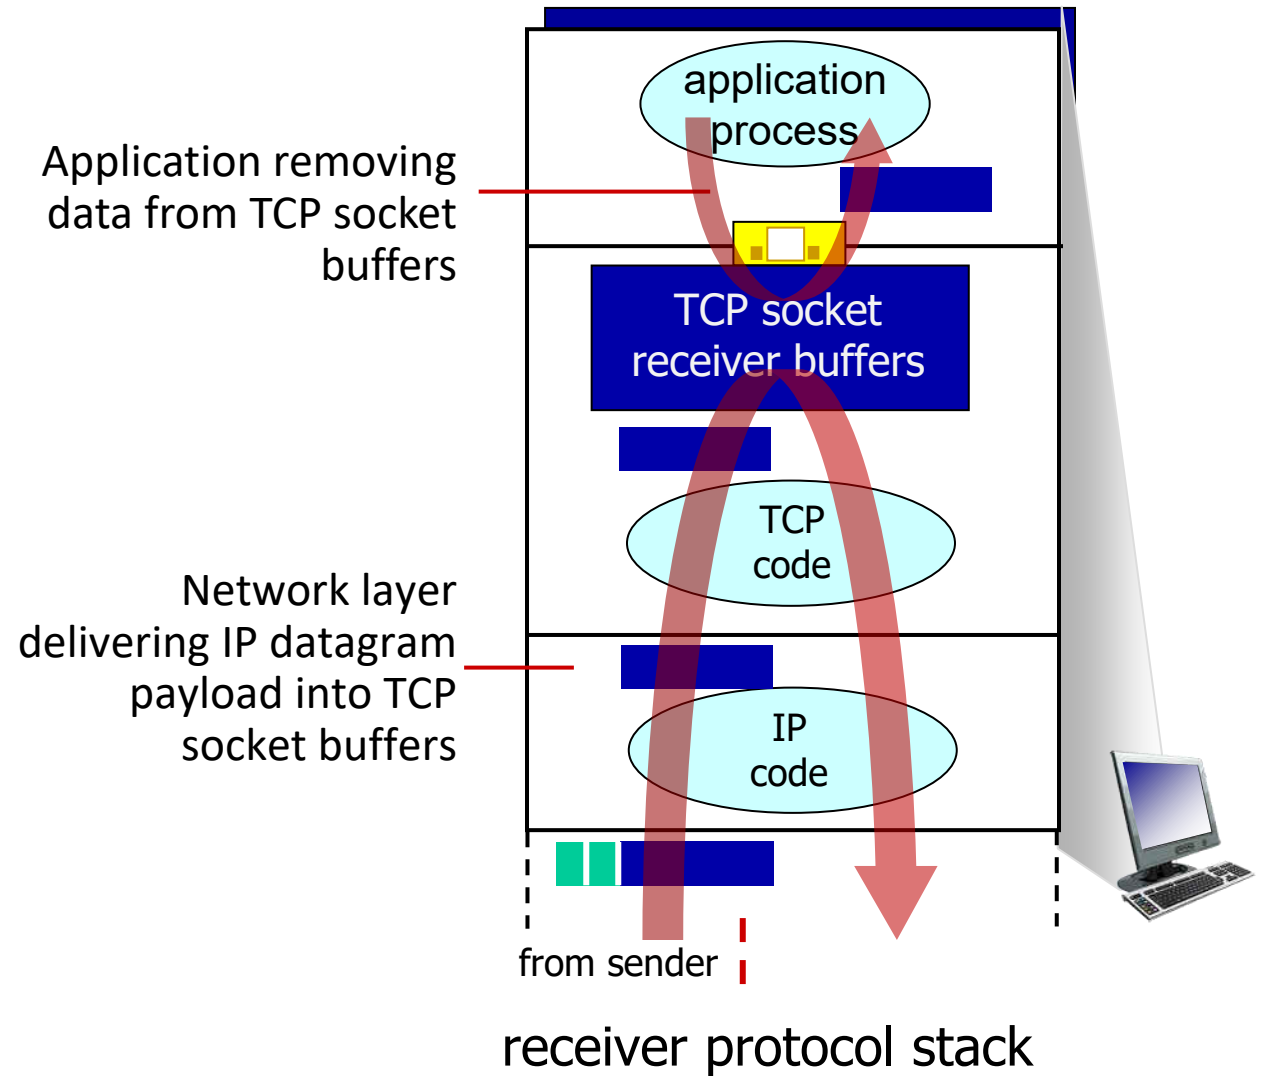 application
process
Application removing
data from TCP socket
buffers
TCP socket
receiver buffers
TCP
code
Network layer
delivering IP datagram
payload into TCP
socket buffers
IP
code
from sender
receiver protocol stack